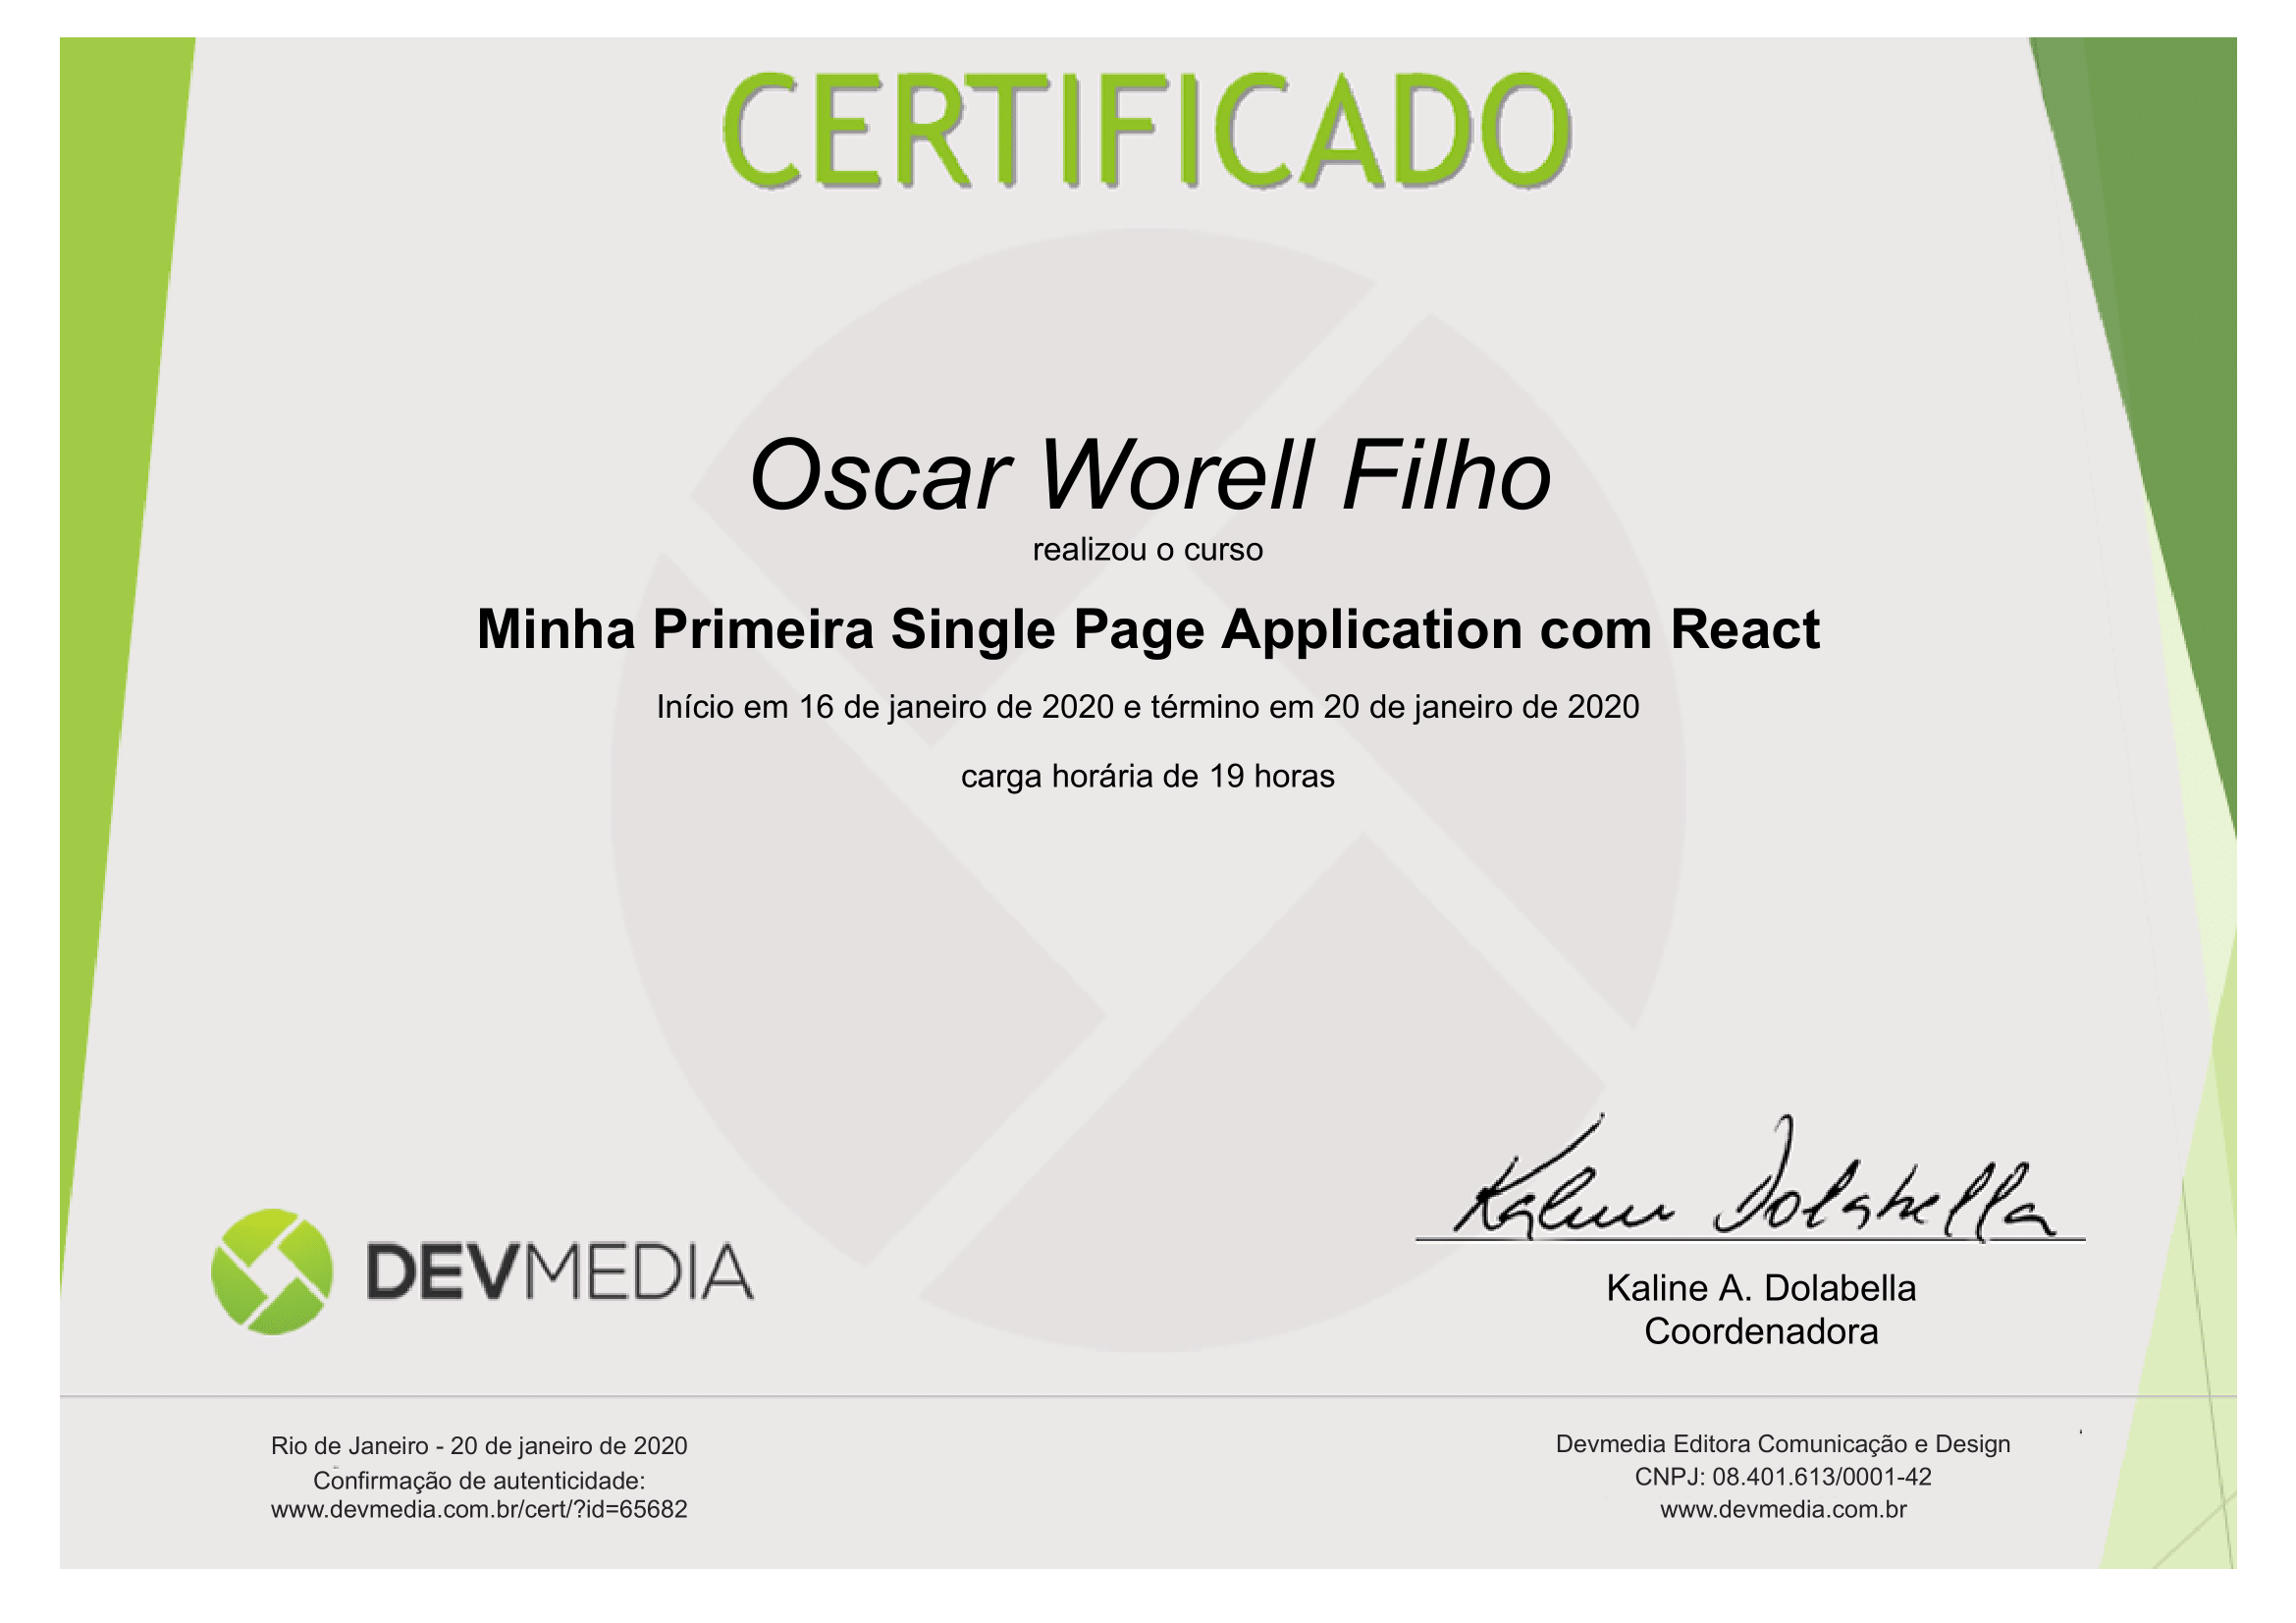 CERTIFICADO
Oscar Worell Filho
realizou o curso
Minha Primeira Single Page Application com React
Início em 16 de janeiro de 2020 e término em 20 de janeiro de 2020
carga horária de 19 horas
Kaline Dolabella
DEVMEDIA
Kaline A. Dolabella
Coordenadora
Rio de Janeiro - 20 de janeiro de 2020
Confirmação de autenticidade:
www.devmedia.com.br/cert/?id=65682
Devmedia Editora Comunicação e Design
CNPJ: 08.401.613/0001-42
www.devmedia.com.br